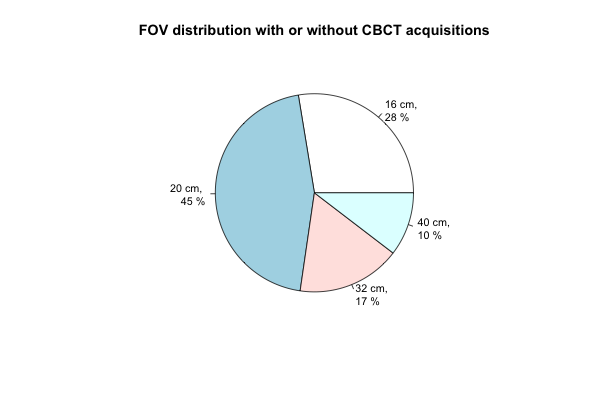 FOV distribution with or without CBCT acquisitions
16 cm,
28 %
20 cm,
45 %
40 cm,
10 %
32 cm,
17 %